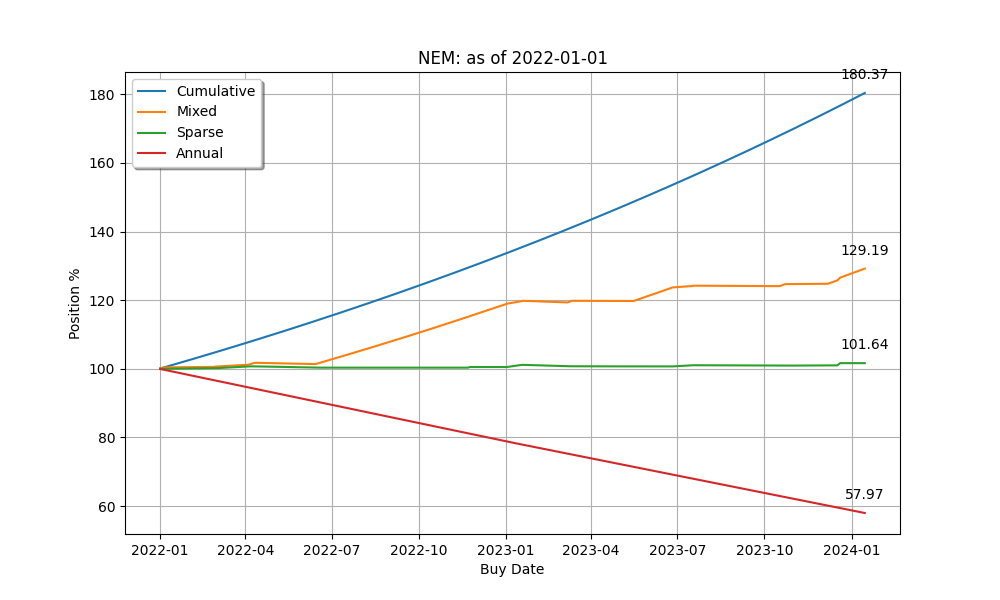 NEM: as of 2022-01-01
180.37
180
Cumulative
Mixed
Sparse
Annual
160
140
129.19
120
101.64
100
80
57.97
60
Position %
2022-01 2022-04 2022-07 2022-10 2023-01 2023-04 2023-07 2023-10 2024-01
Buy Date